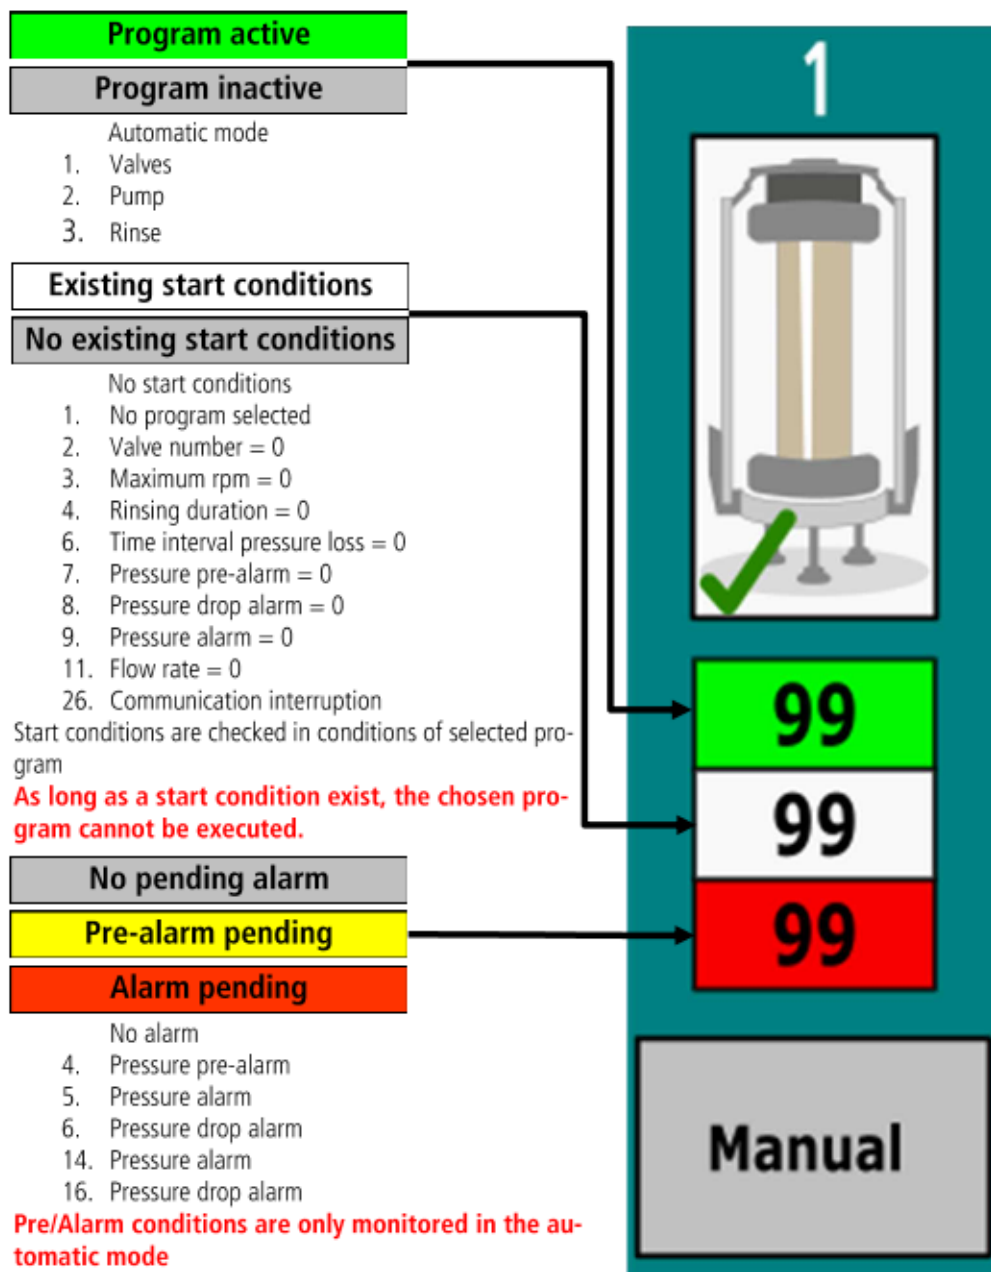 Program active
Program inactive
Automatic mode
1. Valves
2. Pump
3. Rinse
Existing start conditions
No existing start conditions
No start conditions
1. No program selected
2. Valve number = 0
3. Maximum rpm = 0
4. Rinsing duration = 0
6. Time interval pressure loss = 0
7. Pressure pre-alarm = 0
8. Pressure drop alarm = 0
9. Pressure alarm = 0
11. Flow rate = 0
26. Communication interruption
Start conditions are checked in conditions of selected pro-
gram
As long as a start condition exist, the chosen pro-
gram cannot be executed.
No pending alarm
Pre-alarm pending
Alarm pending
No alarm
4. Pressure pre-alarm
5. Pressure alarm
6. Pressure drop alarm
14. Pressure alarm
16. Pressure drop alarm
Pre/Alarm conditions are only monitored in the au-
tomatic mode
1
99
99
99
Manual